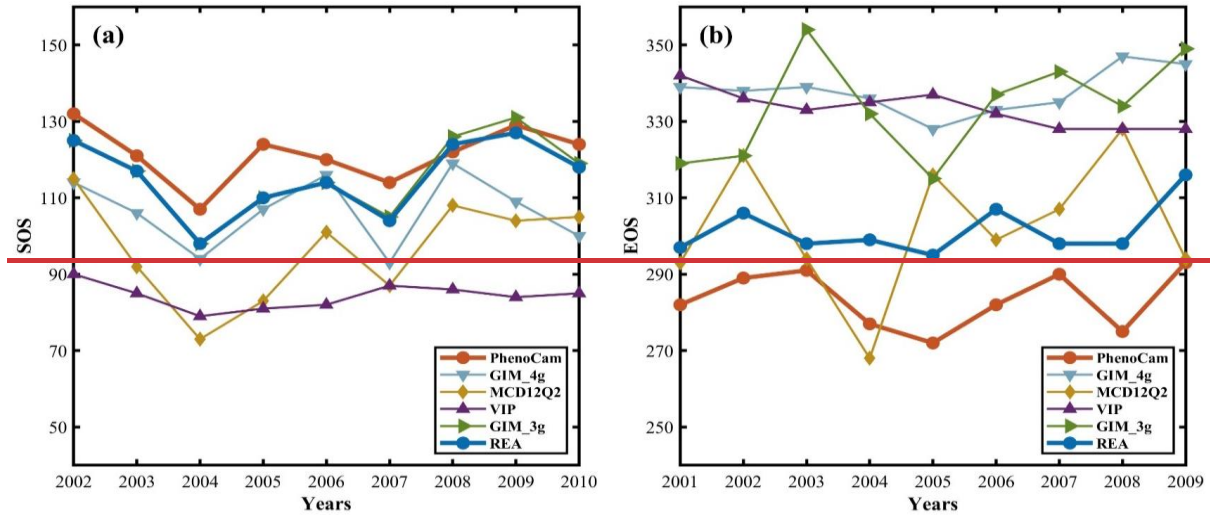 (a)
150
130
110
90
70
50
SOS
2002 2003 2004 2005 2006 2007 2008 2009 2010
Years
PhenoCam
GIM_4g
MCD12Q2
VIP
GIM_3g
REA
(b)
350
330
310
290
270
250
EOS
2001 2002 2003 2004 2005 2006 2007 2008 2009
Years
PhenoCam
GIM_4g
MCD12Q2
VIP
GIM_3g
REA